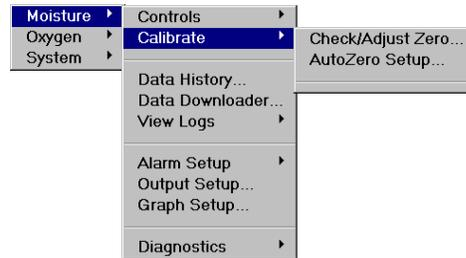 Moisture
Oxygen
System
Controls
Calibrate
Data History...
Data Downloader...
View Logs
Alarm Setup
Output Setup...
Graph Setup...
Diagnostics
Check/Adjust Zero...
AutoZero Setup...